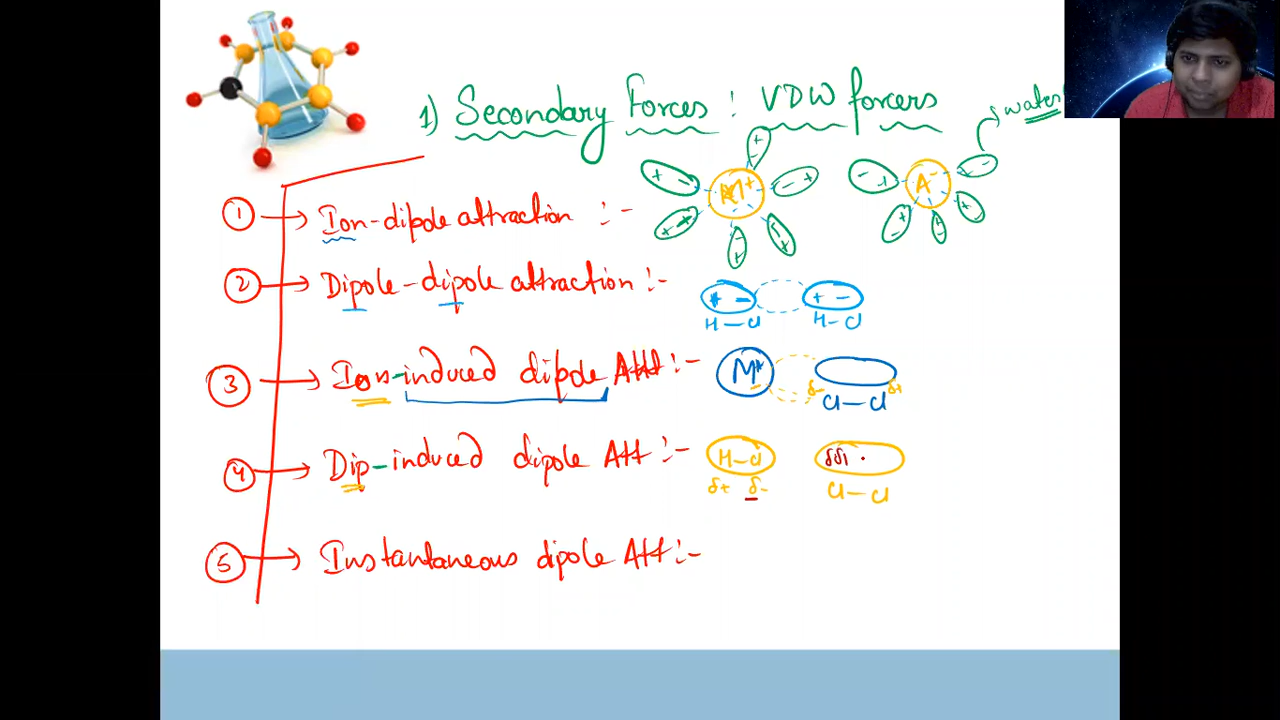 1) Secondary Forces : VDW forcers
water
1 → Ion-dipole attraction :-
+ - + - - + + - + - + - + - M+
- + A- - + + - + -
2 → Dipole-dipole attraction :-
+ - + -
H-Cl H-Cl
3 → Ion-induced dipole Att :-
M+ δ- δ+
Cl-Cl
4 → Dip-induced dipole Att :-
H-Cl
δ+ δ- Cl-Cl
5 → Instantaneous dipole Att :-